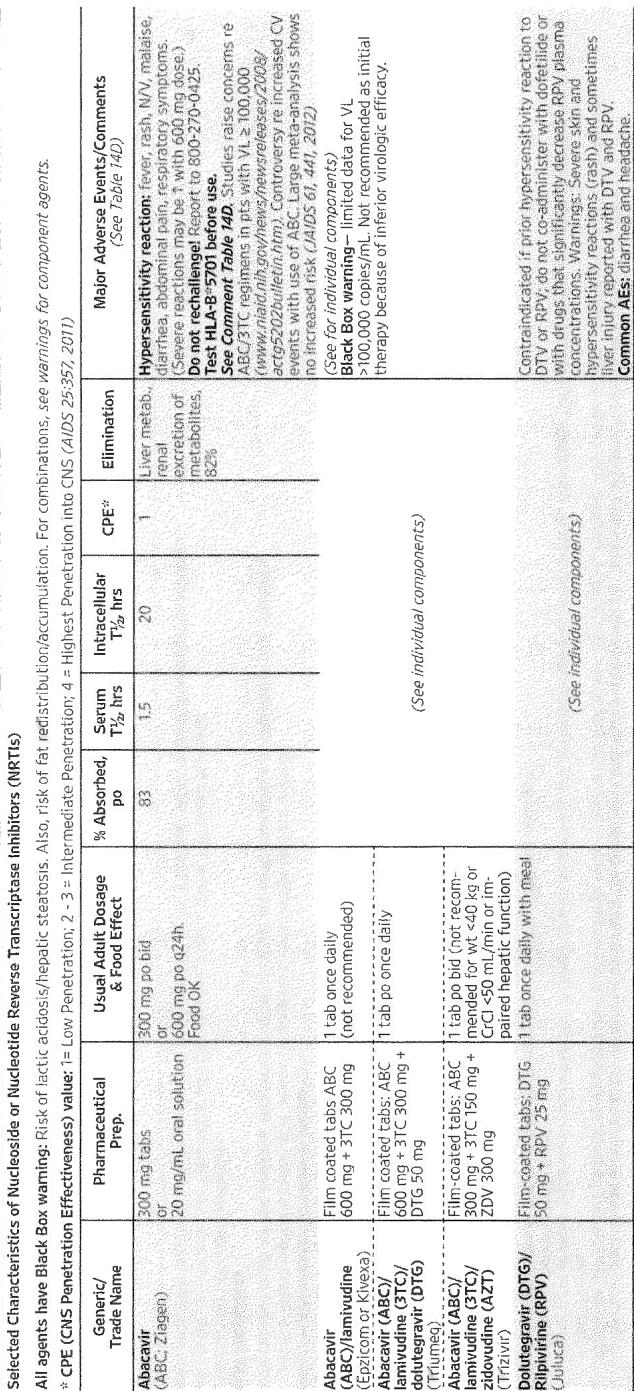 Selected Characteristics of Nucleoside or Nucleotide Reverse Transcriptase Inhibitors (NRTIs)
All agents have Black Box warning: Risk of lactic acidosis/hepatic steatosis. Also, risk of fat redistribution/accumulation. For combinations, see warnings for component agents.
* CPE (CNS Penetration Effectiveness) value: 1= Low Penetration; 2 - 3 = Intermediate Penetration; 4 = Highest Penetration into CNS (AIDS 25:357, 2011)
Generic/
Trade Name
Pharmaceutical
Prep.
Usual Adult Dosage
& Food Effect
% Absorbed,
po
Serum
T½, hrs
Intracellular
T½, hrs
CPE*
Elimination
Major Adverse Events/Comments
(See Table 14D)
Abacavir
(ABC; Ziagen)
300 mg tabs
or
20 mg/mL oral solution
300 mg po bid
or
600 mg po q24h.
Food OK
83
1.5
20
1
Liver metab.,
renal
excretion of
metabolites,
82%
Hypersensitivity reaction: fever, rash, N/V, malaise,
diarrhea, abdominal pain, respiratory symptoms.
(Severe reactions may be ↑ with 600 mg dose.)
Do not rechallenge! Report to 800-270-0425.
Test HLA-B*5701 before use.
See Comment Table 14D. Studies raise concerns re
ABC/3TC regimens in pts with VL ≥ 100,000
(www.niaid.nih.gov/news/newsreleases/2008/
actg5202bulletin.htm). Controversy re increased CV
events with use of ABC. Large meta-analysis shows
no increased risk (JAIDS 61, 441, 2012)
Abacavir
(ABC)/lamivudine
(Epzicom or Kivexa)
Film coated tabs ABC
600 mg + 3TC 300 mg
1 tab once daily
(not recommended)
(See individual components)
(See for individual components)
Black Box warning– limited data for VL
>100,000 copies/mL. Not recommended as initial
therapy because of inferior virologic efficacy.
Abacavir (ABC)/
lamivudine (3TC)/
dolutegravir (DTG)
(Triumeq)
Film coated tabs: ABC
600 mg + 3TC 300 mg +
DTG 50 mg
1 tab po once daily
Abacavir (ABC)/
lamivudine (3TC)/
zidovudine (AZT)
(Trizivir)
Film-coated tabs: ABC
300 mg + 3TC 150 mg +
ZDV 300 mg
1 tab po bid (not recom-
mended for wt <40 kg or
CrCl <50 mL/min or im-
paired hepatic function)
Dolutegravir (DTG)/
Rilpivirine (RPV)
(Juluca)
Film-coated tabs: DTG
50 mg + RPV 25 mg
1 tab once daily with meal
(See individual components)
Contraindicated if prior hypersensitivity reaction to
DTV or RPV, do not co-administer with dofetilide or
with drugs that significantly decrease RPV plasma
concentrations. Warnings: Severe skin and
hypersensitivity reactions (rash) and sometimes
liver injury reported with DTV and RPV.
Common AEs: diarrhea and headache.